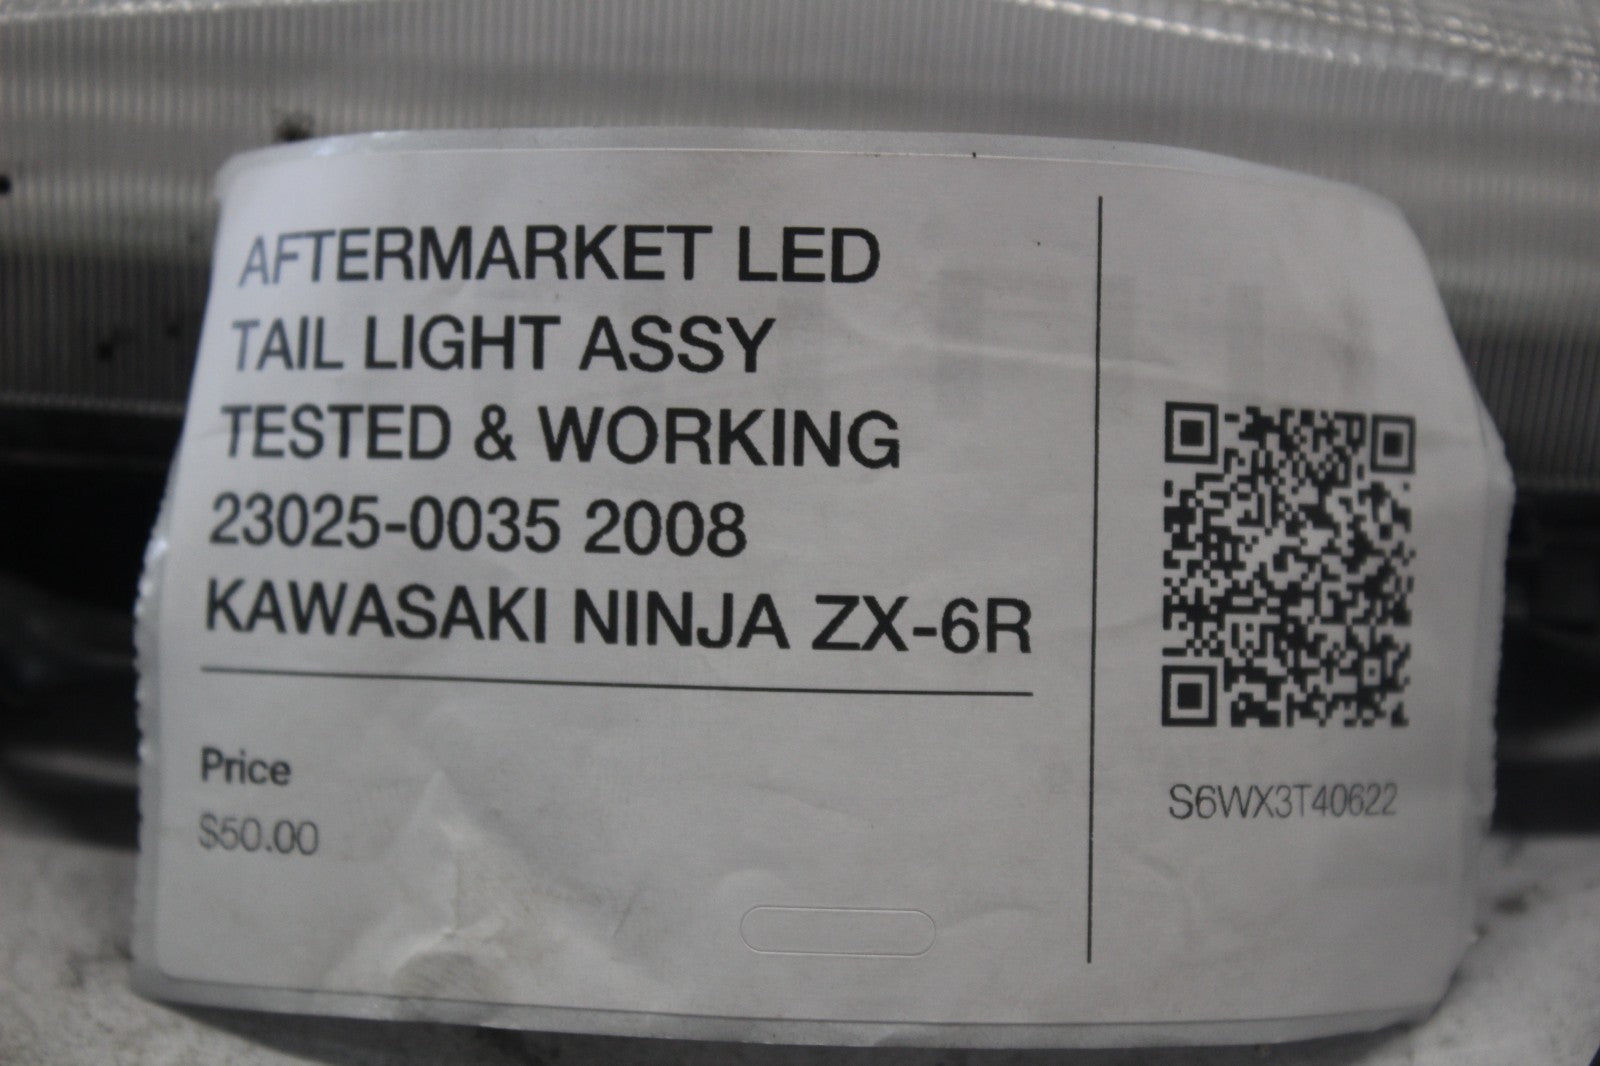 AFTERMARKET LED
TAIL LIGHT ASSY
TESTED & WORKING
23025-0035 2008
KAWASAKI NINJA ZX-6R
Price
$50.00
S6WX3T40622